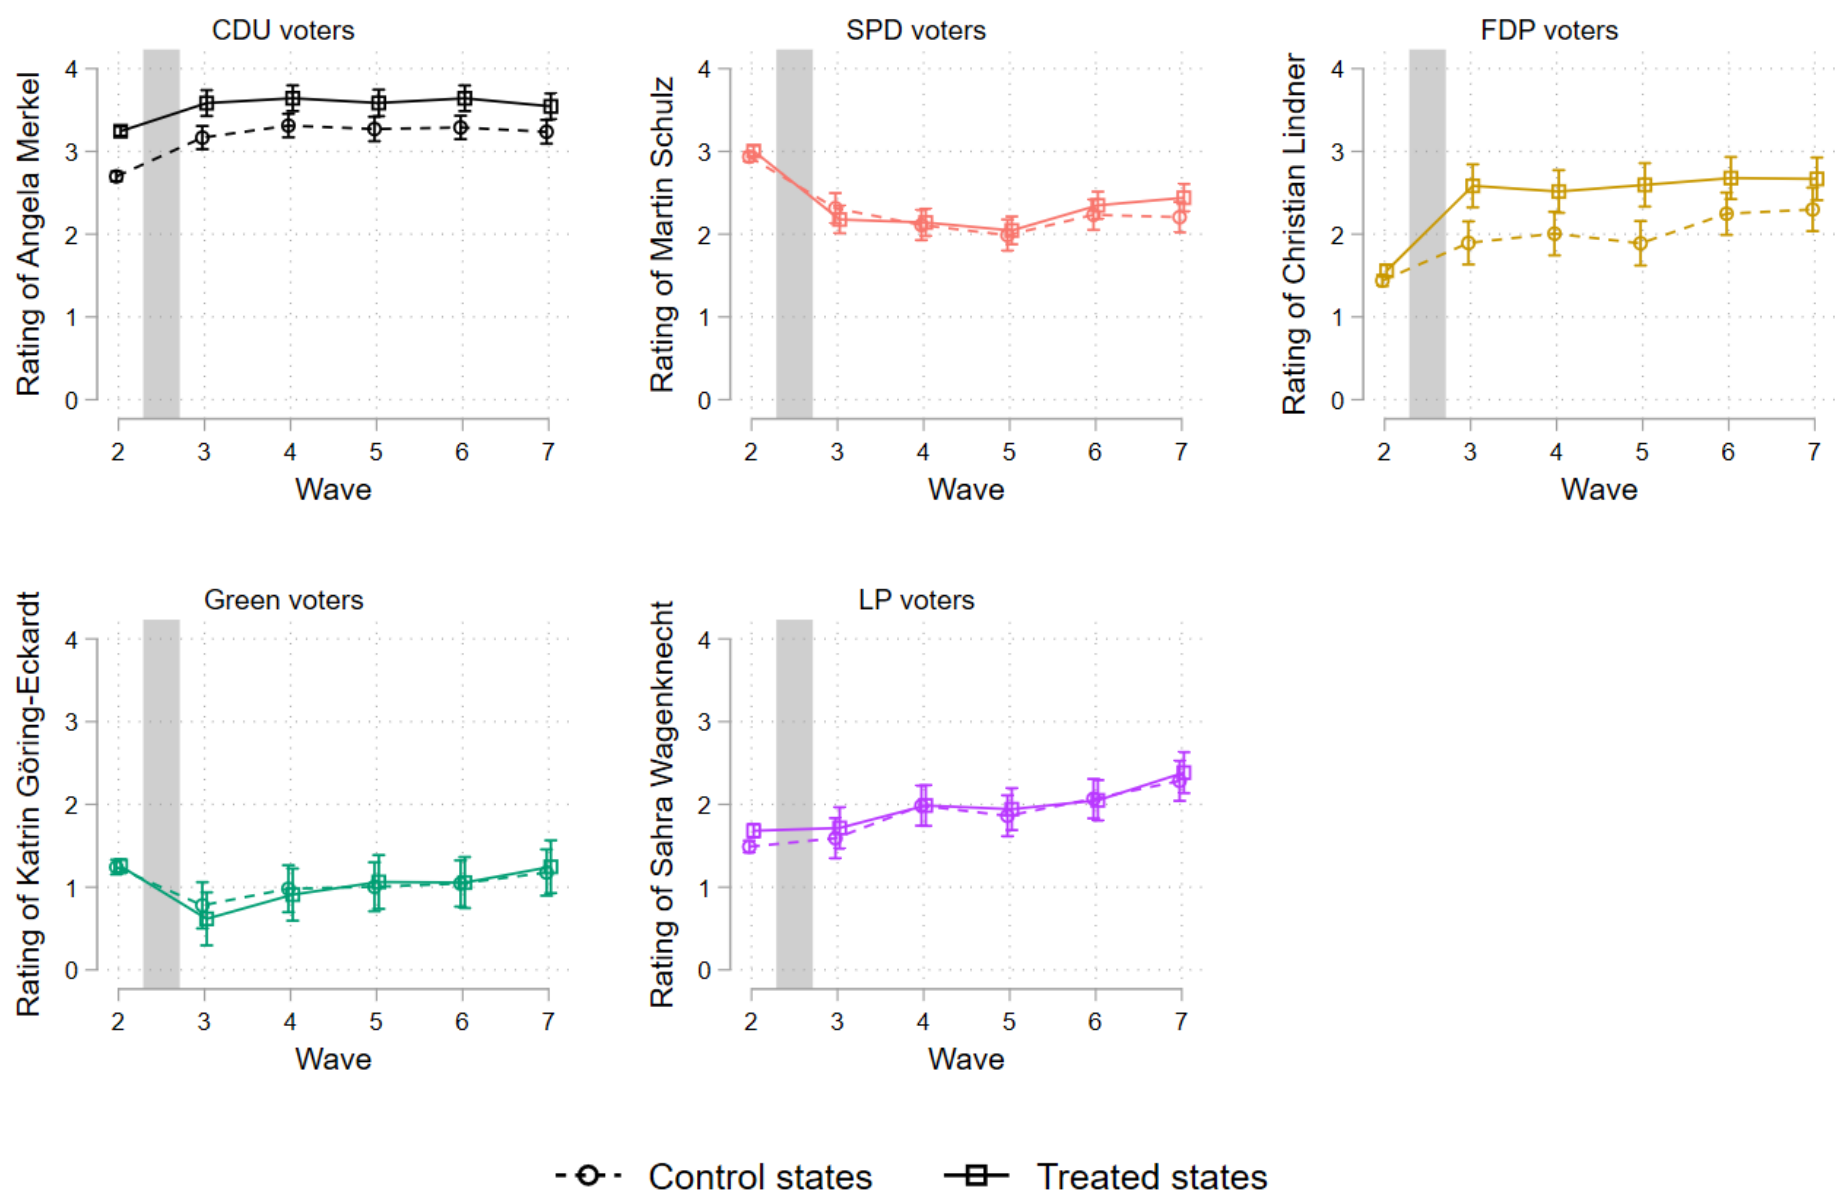 CDU voters
Rating of Angela Merkel
4
3
2
1
0
2 3 4 5 6 7
Wave
SPD voters
Rating of Martin Schulz
4
3
2
1
0
2 3 4 5 6 7
Wave
FDP voters
Rating of Christian Lindner
4
3
2
1
0
2 3 4 5 6 7
Wave
Green voters
Rating of Katrin Göring-Eckardt
4
3
2
1
0
2 3 4 5 6 7
Wave
LP voters
Rating of Sahra Wagenknecht
4
3
2
1
0
2 3 4 5 6 7
Wave
Control states Treated states